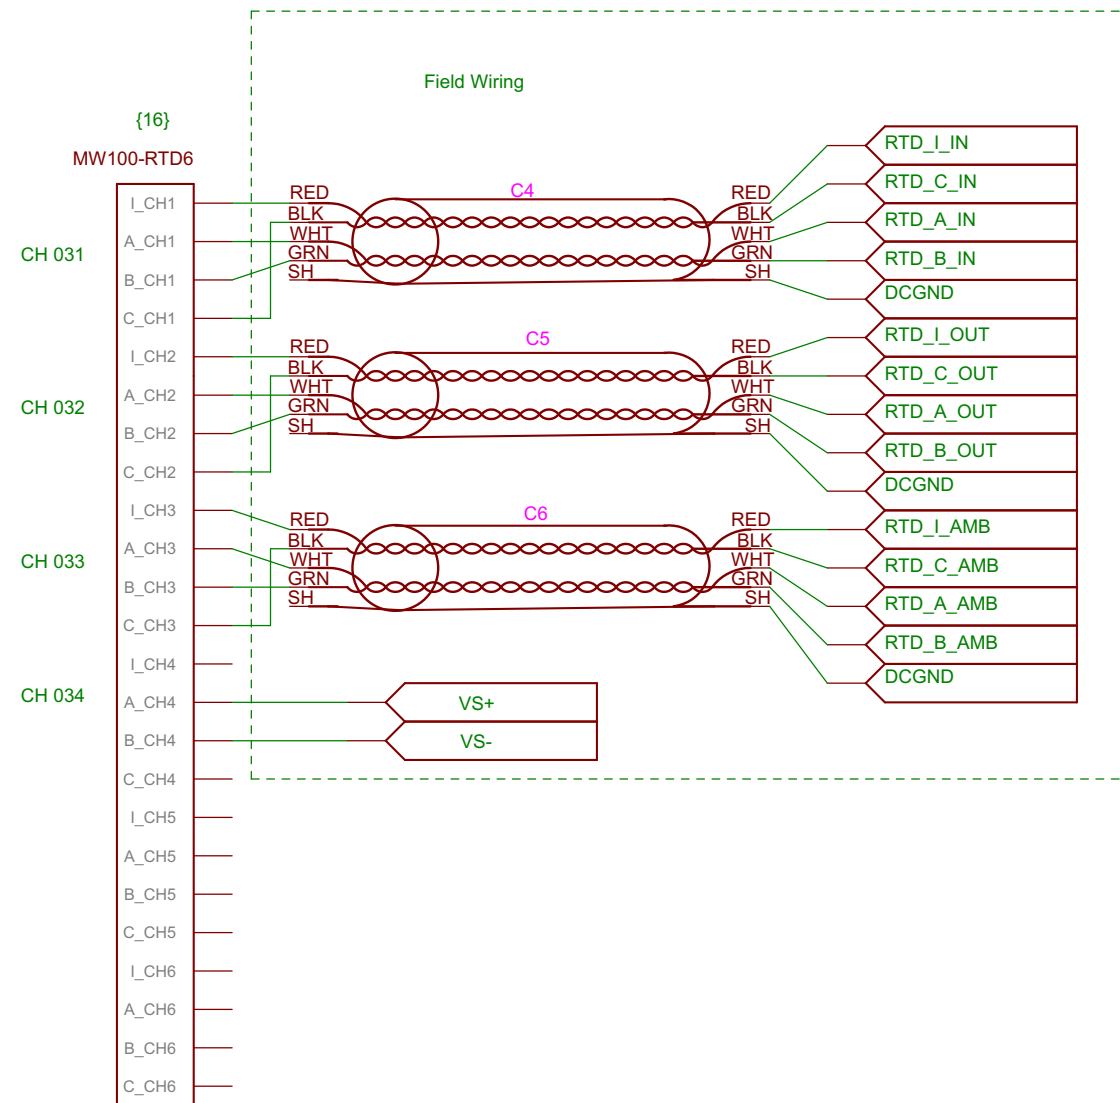 Field Wiring
{16}
MW100-RTD6
CH 031
CH 032
CH 033
CH 034
I_CH1
A_CH1
B_CH1
C_CH1
I_CH2
A_CH2
B_CH2
C_CH2
I_CH3
A_CH3
B_CH3
C_CH3
I_CH4
A_CH4
B_CH4
C_CH4
I_CH5
A_CH5
B_CH5
C_CH5
I_CH6
A_CH6
B_CH6
C_CH6
C4
RED
BLK
WHT
GRN
SH
RED
BLK
WHT
GRN
SH
RTD_I_IN
RTD_C_IN
RTD_A_IN
RTD_B_IN
DCGND
C5
RED
BLK
WHT
GRN
SH
RED
BLK
WHT
GRN
SH
RTD_I_OUT
RTD_C_OUT
RTD_A_OUT
RTD_B_OUT
DCGND
C6
RED
BLK
WHT
GRN
SH
RED
BLK
WHT
GRN
SH
RTD_I_AMB
RTD_C_AMB
RTD_A_AMB
RTD_B_AMB
DCGND
VS+
VS-